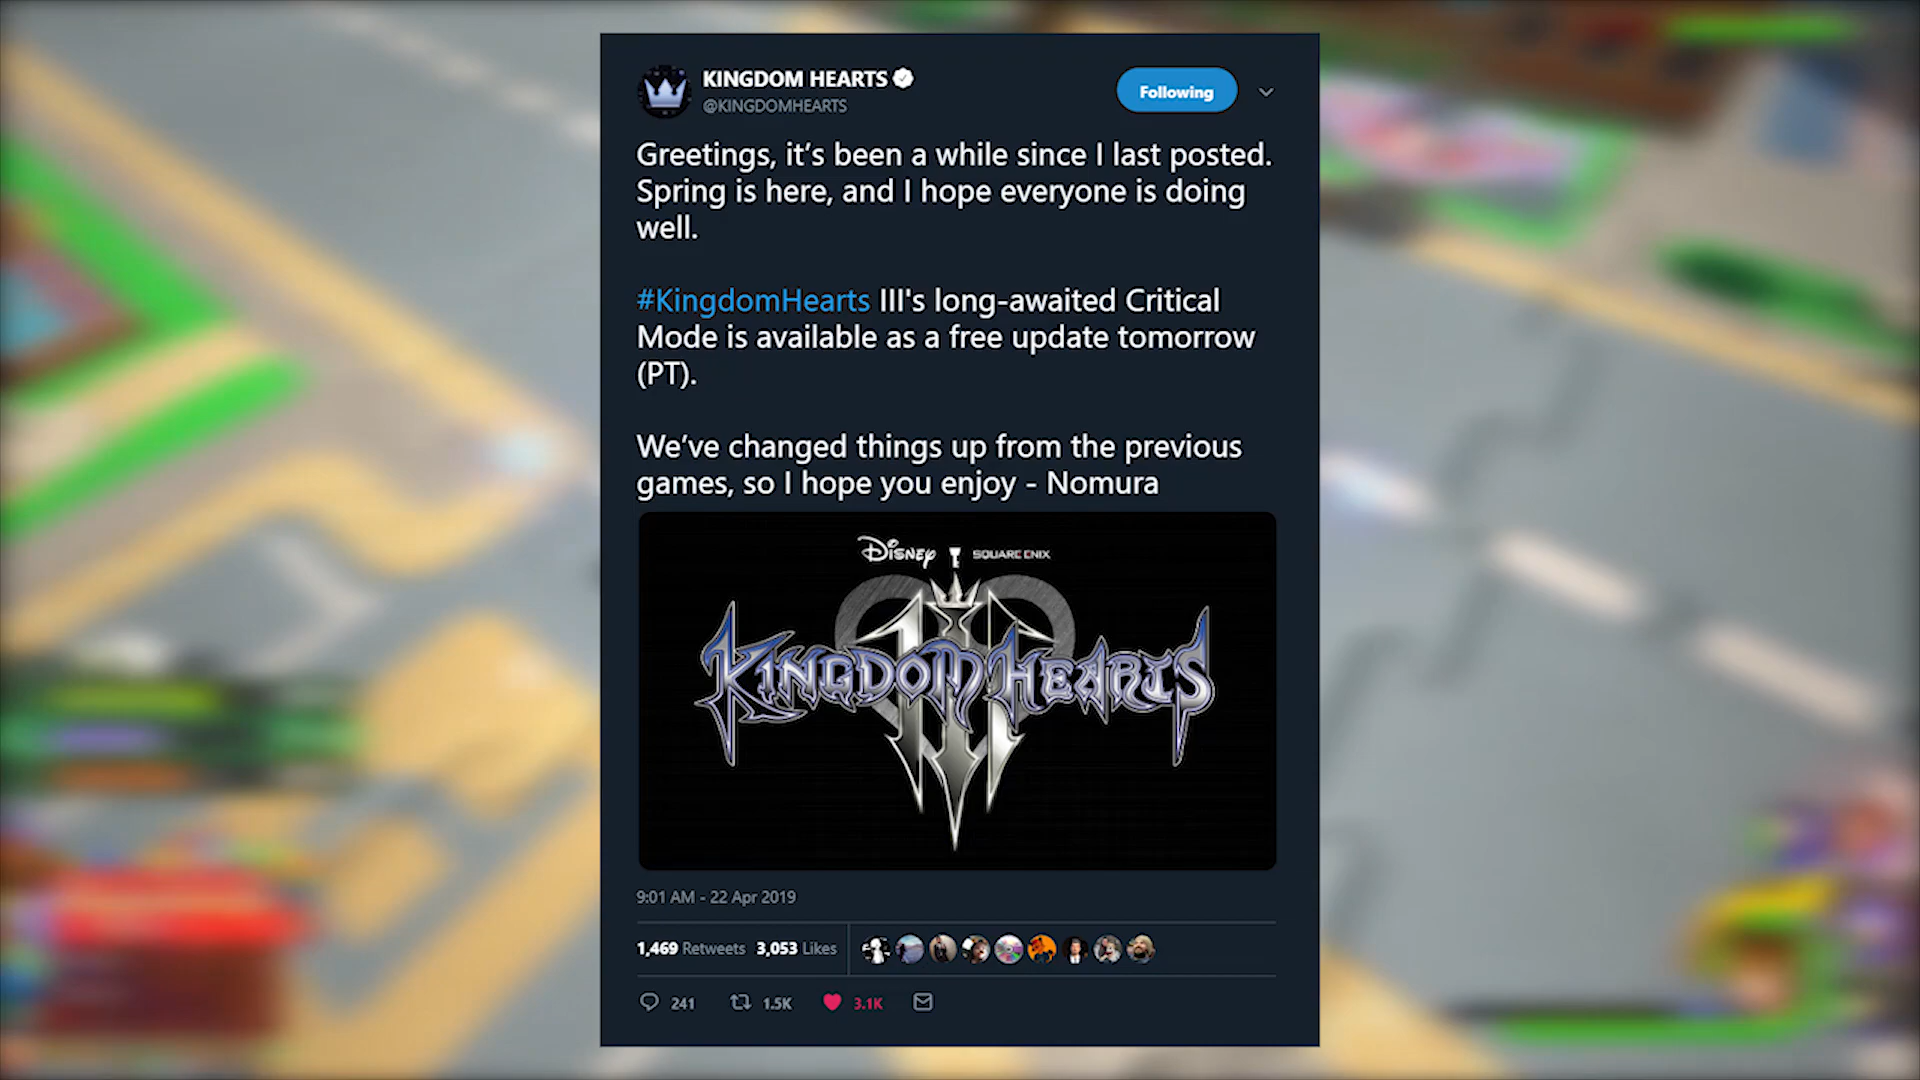 KINGDOM HEARTS
@KINGDOMHEARTS
Following
Greetings, it’s been a while since I last posted.
Spring is here, and I hope everyone is doing
well.
#KingdomHearts III's long-awaited Critical
Mode is available as a free update tomorrow
(PT).
We’ve changed things up from the previous
games, so I hope you enjoy - Nomura
Disney SQUARE ENIX
KINGDOM HEARTS
III
9:01 AM - 22 Apr 2019
1,469 Retweets 3,053 Likes
241 1.5K 3.1K